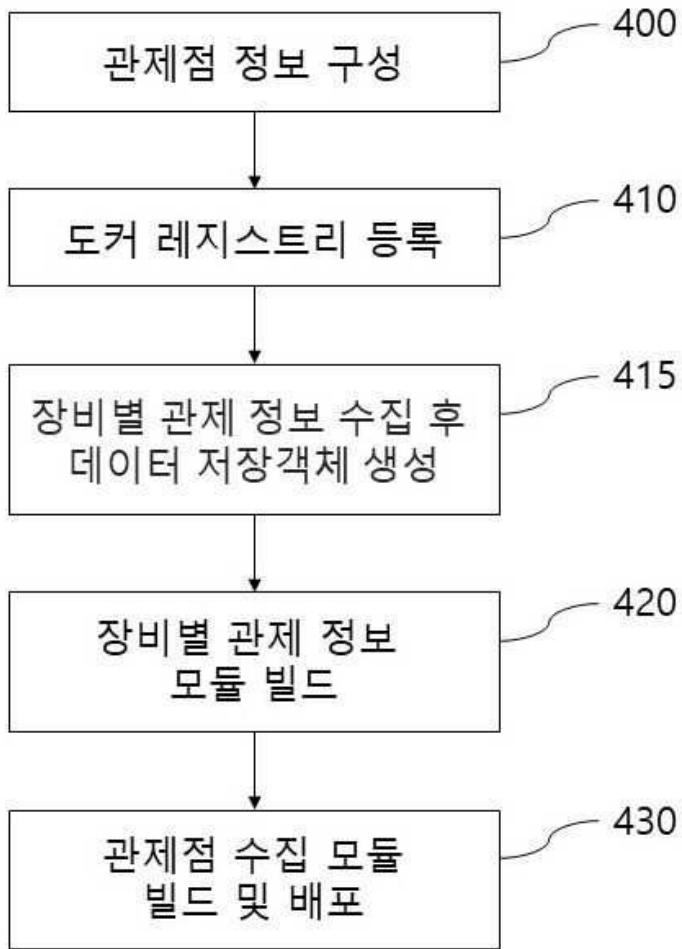 400
관제점 정보 구성
410
도커 레지스트리 등록
415
장비별 관제 정보 수집 후
데이터 저장객체 생성
420
장비별 관제 정보
모듈 빌드
430
관제점 수집 모듈
빌드 및 배포